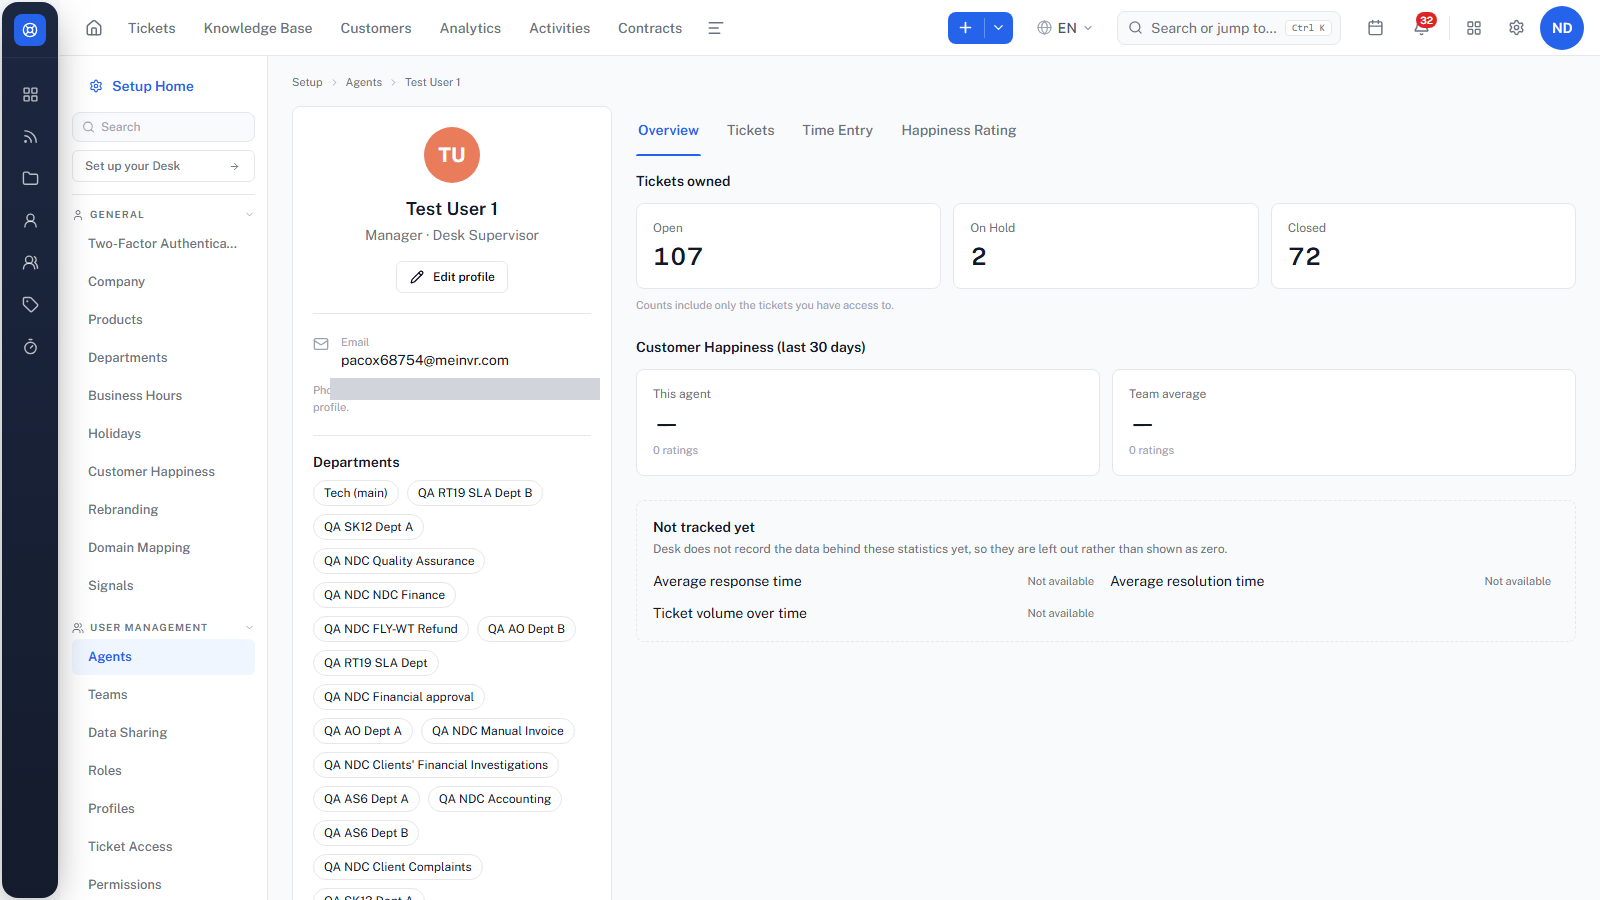 Tickets
Knowledge Base
Customers
Analytics
Activities
Contracts
EN
Search or jump to...
Ctrl K
32
ND
Setup Home
Search
Set up your Desk
GENERAL
Two-Factor Authentica...
Company
Products
Departments
Business Hours
Holidays
Customer Happiness
Rebranding
Domain Mapping
Signals
USER MANAGEMENT
Agents
Teams
Data Sharing
Roles
Profiles
Ticket Access
Permissions
Setup
Agents
Test User 1
TU
Test User 1
Manager · Desk Supervisor
Edit profile
Email
pacox68754@meinvr.com
profile.
Departments
Tech (main)
QA RT19 SLA Dept B
QA SK12 Dept A
QA NDC Quality Assurance
QA NDC NDC Finance
QA NDC FLY-WT Refund
QA AO Dept B
QA RT19 SLA Dept
QA NDC Financial approval
QA AO Dept A
QA NDC Manual Invoice
QA NDC Clients' Financial Investigations
QA AS6 Dept A
QA NDC Accounting
QA AS6 Dept B
QA NDC Client Complaints
Overview
Tickets
Time Entry
Happiness Rating
Tickets owned
Open
107
On Hold
2
Closed
72
Counts include only the tickets you have access to.
Customer Happiness (last 30 days)
This agent
—
0 ratings
Team average
—
0 ratings
Not tracked yet
Desk does not record the data behind these statistics yet, so they are left out rather than shown as zero.
Average response time
Not available
Average resolution time
Not available
Ticket volume over time
Not available